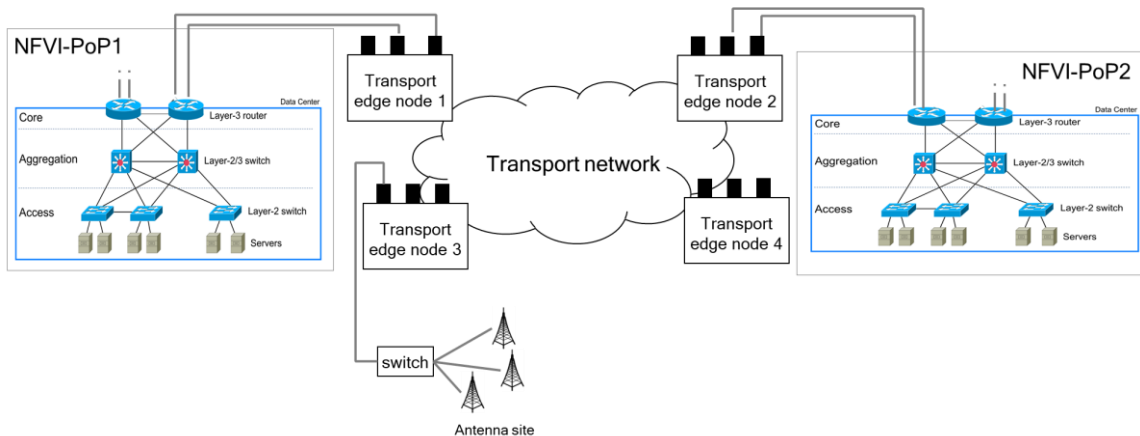 NFVI-PoP1
Data Center
Core
Layer-3 router
Aggregation
Layer-2/3 switch
Access
Layer-2 switch
Servers
Transport
edge node 1
Transport network
Transport
edge node 2
Transport
edge node 3
Transport
edge node 4
switch
Antenna site
NFVI-PoP2
Data Center
Core
Layer-3 router
Aggregation
Layer-2/3 switch
Access
Layer-2 switch
Servers